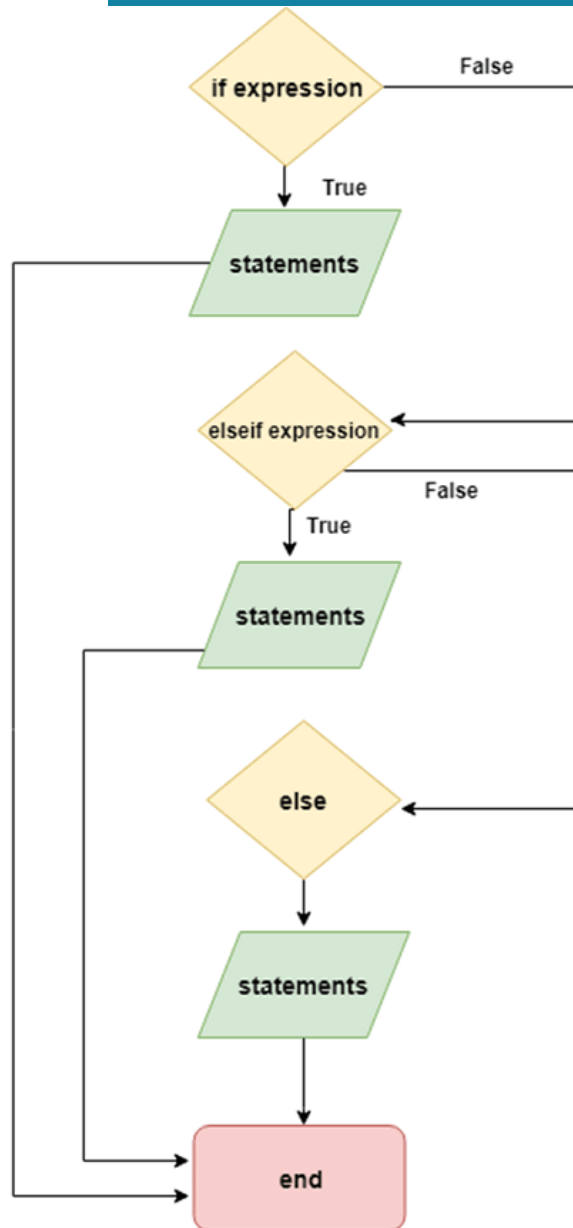 if expression
False
True
statements
elseif expression
False
True
statements
else
statements
end